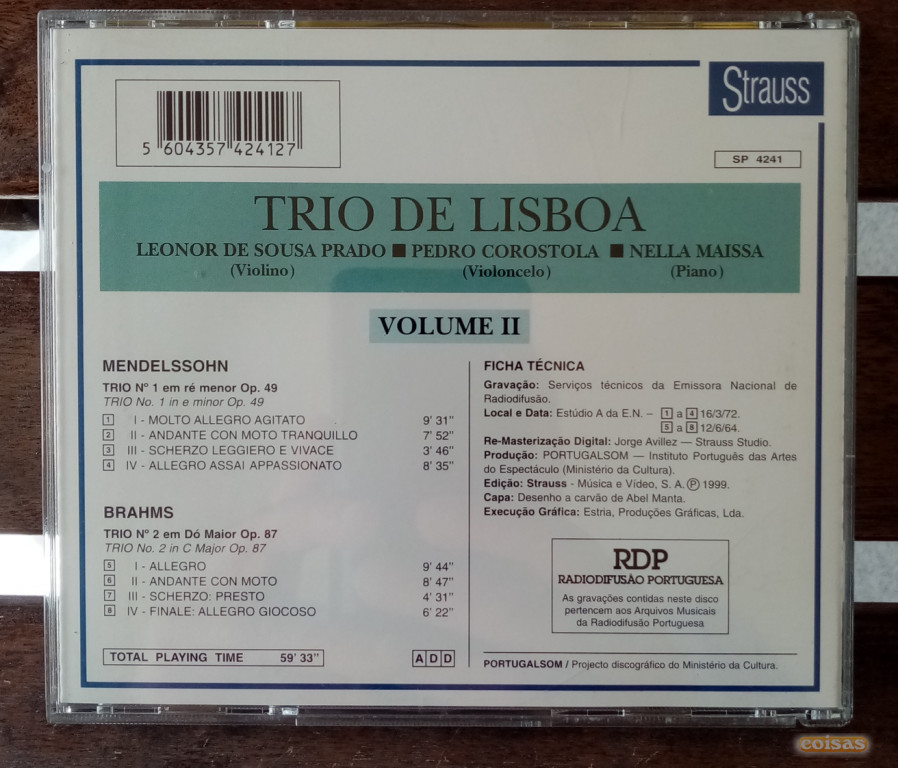 Strauss
5 604357 424127
SP 4241
TRIO DE LISBOA
LEONOR DE SOUSA PRADO ■ PEDRO COROSTOLA ■ NELLA MAISSA
(Violino) (Violoncelo) (Piano)
VOLUME II
MENDELSSOHN
TRIO Nº 1 em ré menor Op. 49
TRIO No. 1 in e minor Op. 49
1 I - MOLTO ALLEGRO AGITATO 9' 31"
2 II - ANDANTE CON MOTO TRANQUILLO 7' 52"
3 III - SCHERZO LEGGIERO E VIVACE 3' 46"
4 IV - ALLEGRO ASSAI APPASSIONATO 8' 35"
BRAHMS
TRIO Nº 2 em Dó Maior Op. 87
TRIO No. 2 in C Major Op. 87
5 I - ALLEGRO 9' 44"
6 II - ANDANTE CON MOTO 8' 47"
7 III - SCHERZO: PRESTO 4' 31"
8 IV - FINALE: ALLEGRO GIOCOSO 6' 22"
TOTAL PLAYING TIME 59' 33"
ADD
FICHA TÉCNICA
Gravação: Serviços técnicos da Emissora Nacional de
Radiodifusão.
Local e Data: Estúdio A da E.N. – 1 a 4 16/3/72.
5 a 8 12/6/64.
Re-Masterização Digital: Jorge Avillez — Strauss Studio.
Produção: PORTUGALSOM — Instituto Português das Artes
do Espectáculo (Ministério da Cultura).
Edição: Strauss - Música e Vídeo, S. A. Ⓟ 1999.
Capa: Desenho a carvão de Abel Manta.
Execução Gráfica: Estria, Produções Gráficas, Lda.
RDP
RADIODIFUSÃO PORTUGUESA
As gravações contidas neste disco
pertencem aos Arquivos Musicais
da Radiodifusão Portuguesa
PORTUGALSOM / Projecto discográfico do Ministério da Cultura.
coisas